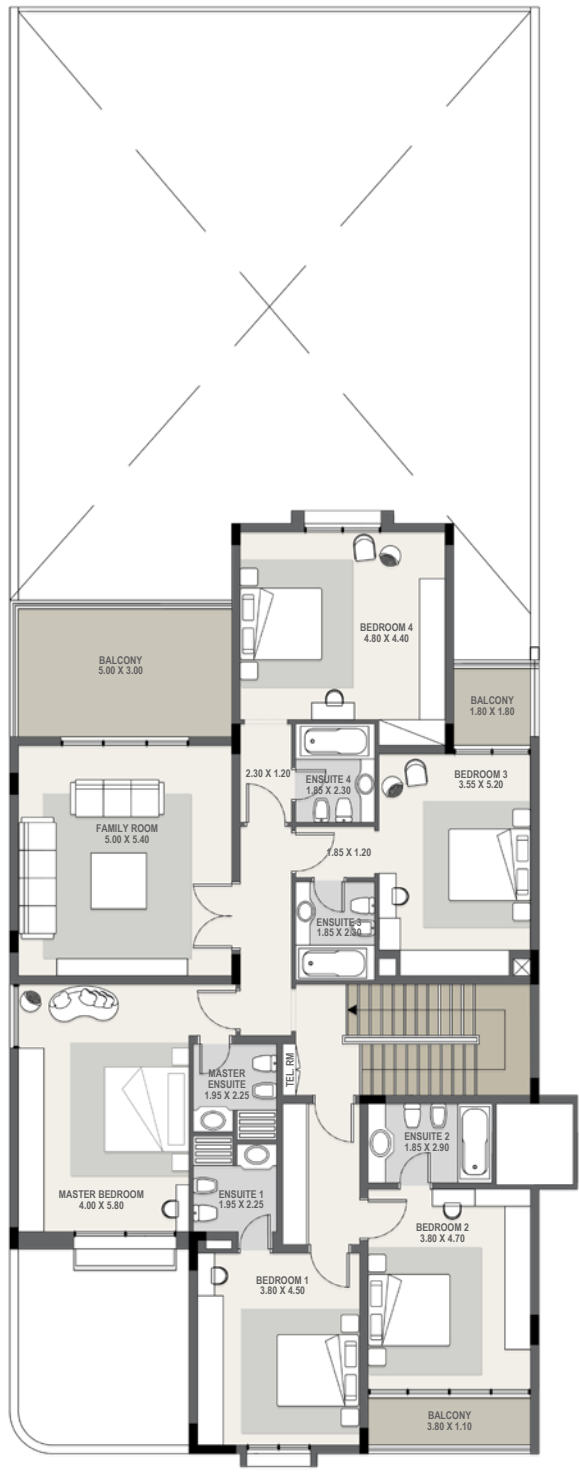 BEDROOM 4
4.80 X 4.40
BALCONY
5.00 X 3.00
BALCONY
1.80 X 1.80
2.30 X 1.20
ENSUITE 4
1.85 X 2.30
BEDROOM 3
3.55 X 5.20
FAMILY ROOM
5.00 X 5.40
1.85 X 1.20
ENSUITE 3
1.85 X 2.30
MASTER
ENSUITE
1.95 X 2.25
TEL. RM
ENSUITE 2
1.85 X 2.90
MASTER BEDROOM
4.00 X 5.80
ENSUITE 1
1.95 X 2.25
BEDROOM 2
3.80 X 4.70
BEDROOM 1
3.80 X 4.50
BALCONY
3.80 X 1.10